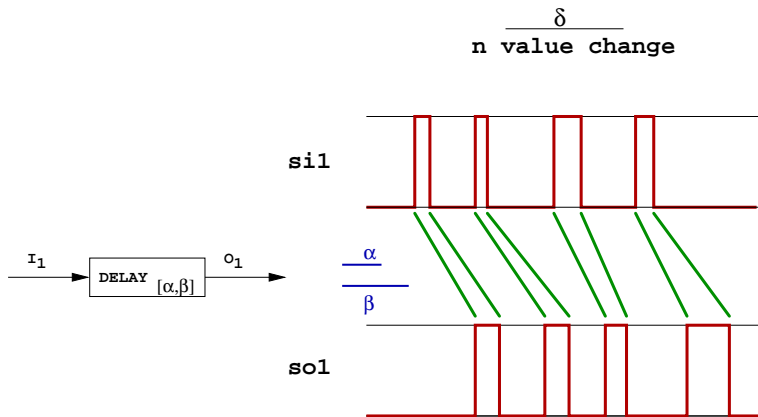 δ
n value change
si1
I1
DELAY [α,β]
O1
α
β
so1